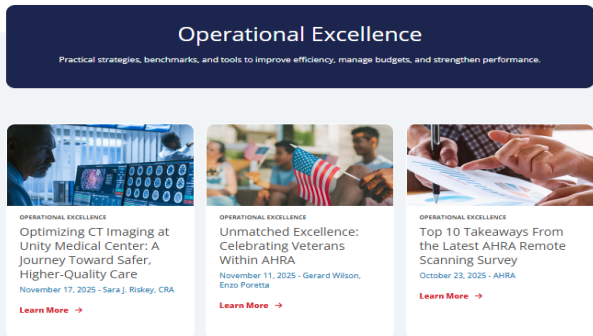 Operational Excellence
Practical strategies, benchmarks, and tools to improve efficiency, manage budgets, and strengthen performance.
OPERATIONAL EXCELLENCE
Optimizing CT Imaging at
Unity Medical Center: A
Journey Toward Safer,
Higher-Quality Care
November 17, 2025 - Sara J. Riskey, CRA
Learn More →
OPERATIONAL EXCELLENCE
Unmatched Excellence:
Celebrating Veterans
Within AHRA
November 11, 2025 - Gerard Wilson,
Enzo Poretta
Learn More →
OPERATIONAL EXCELLENCE
Top 10 Takeaways From
the Latest AHRA Remote
Scanning Survey
October 23, 2025 - AHRA
Learn More →